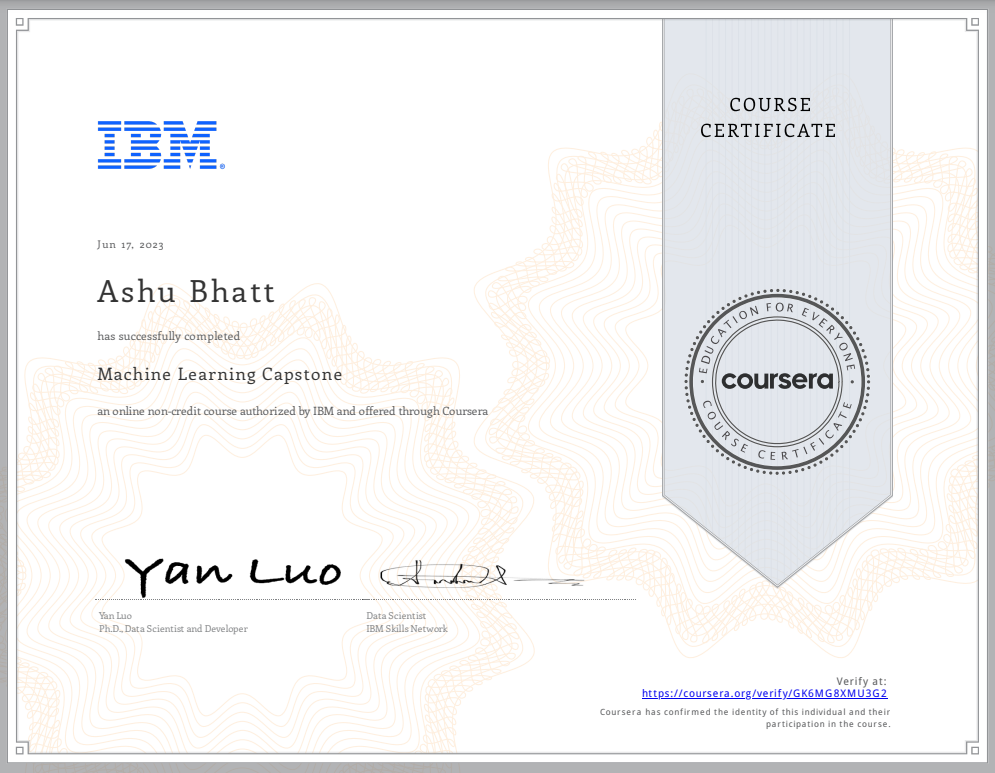 COURSE
CERTIFICATE
IBM®
Jun 17, 2023
Ashu Bhatt
has successfully completed
Machine Learning Capstone
an online non-credit course authorized by IBM and offered through Coursera
EDUCATION FOR EVERYONE
coursera
COURSE CERTIFICATE
Yan Luo
Yan Luo
Ph.D., Data Scientist and Developer
Data Scientist
IBM Skills Network
Verify at:
https://coursera.org/verify/GK6MG8XMU3G2
Coursera has confirmed the identity of this individual and their
participation in the course.